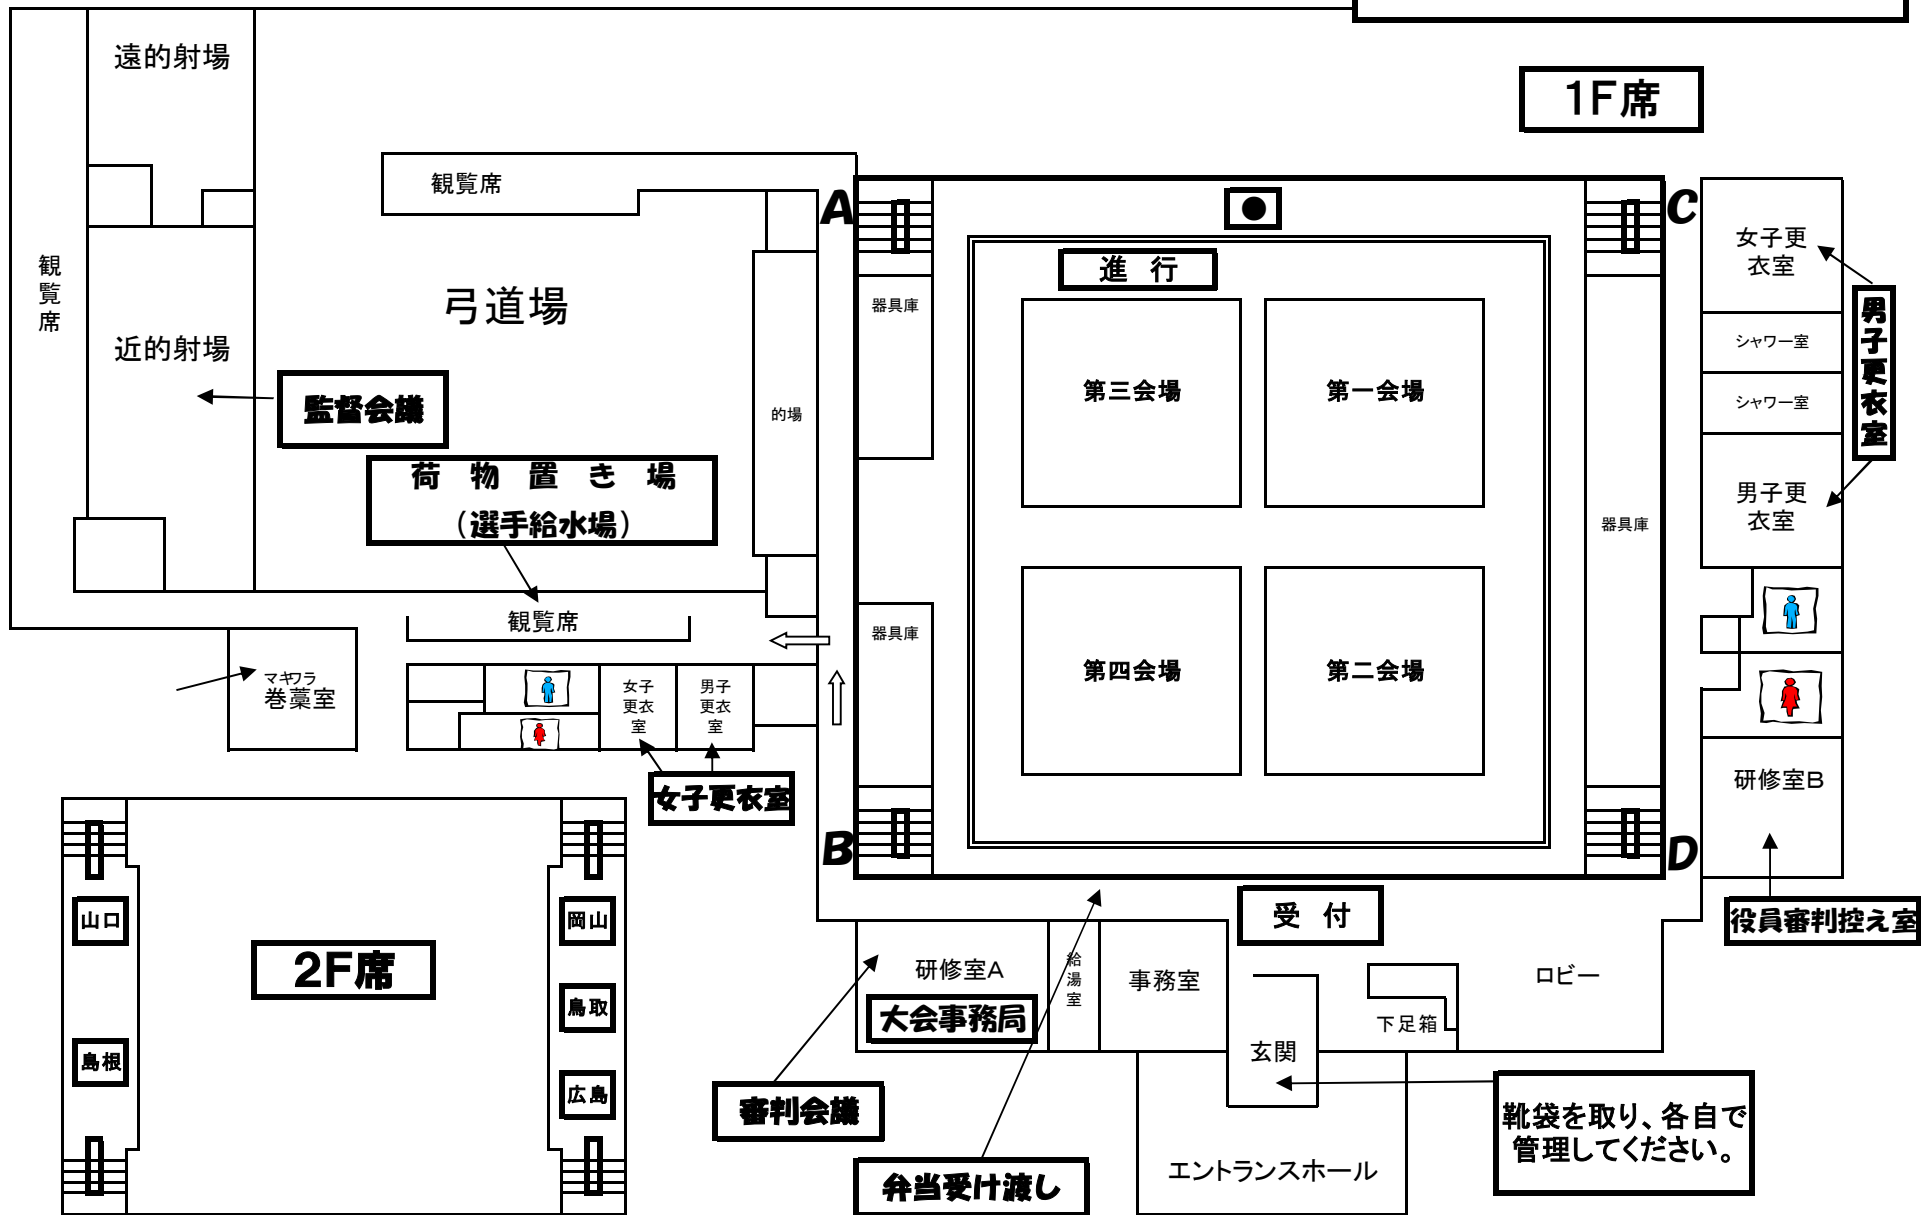 遠的射場
1F席
観覧席
A
●
C
進　行
女子更
衣室
観
覧
席
弓道場
器具庫
男
子
更
衣
室
近的射場
シャワー室
第三会場
第一会場
シャワー室
監督会議
的場
荷　物　置　き　場
（選手給水場）
男子更
衣室
器具庫
観覧席
器具庫
マキワラ
巻藁室
女子
更衣
室
男子
更衣
室
第四会場
第二会場
女子更衣室
研修室B
B
D
山口
岡山
受　付
役員審判控え室
2F席
研修室A
給
湯
室
事務室
ロビー
鳥取
大会事務局
下足箱
島根
玄関
広島
審判会議
靴袋を取り、各自で
管理してください。
弁当受け渡し
エントランスホール